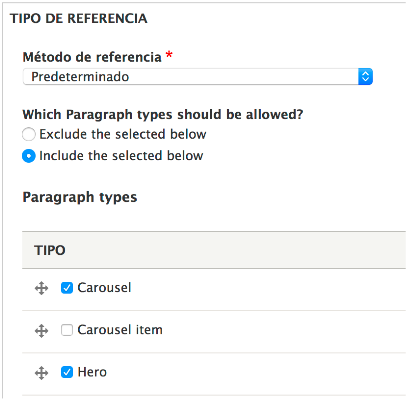 TIPO DE REFERENCIA
Método de referencia *
Predeterminado
Which Paragraph types should be allowed?
Exclude the selected below
Include the selected below
Paragraph types
TIPO
Carousel
Carousel item
Hero